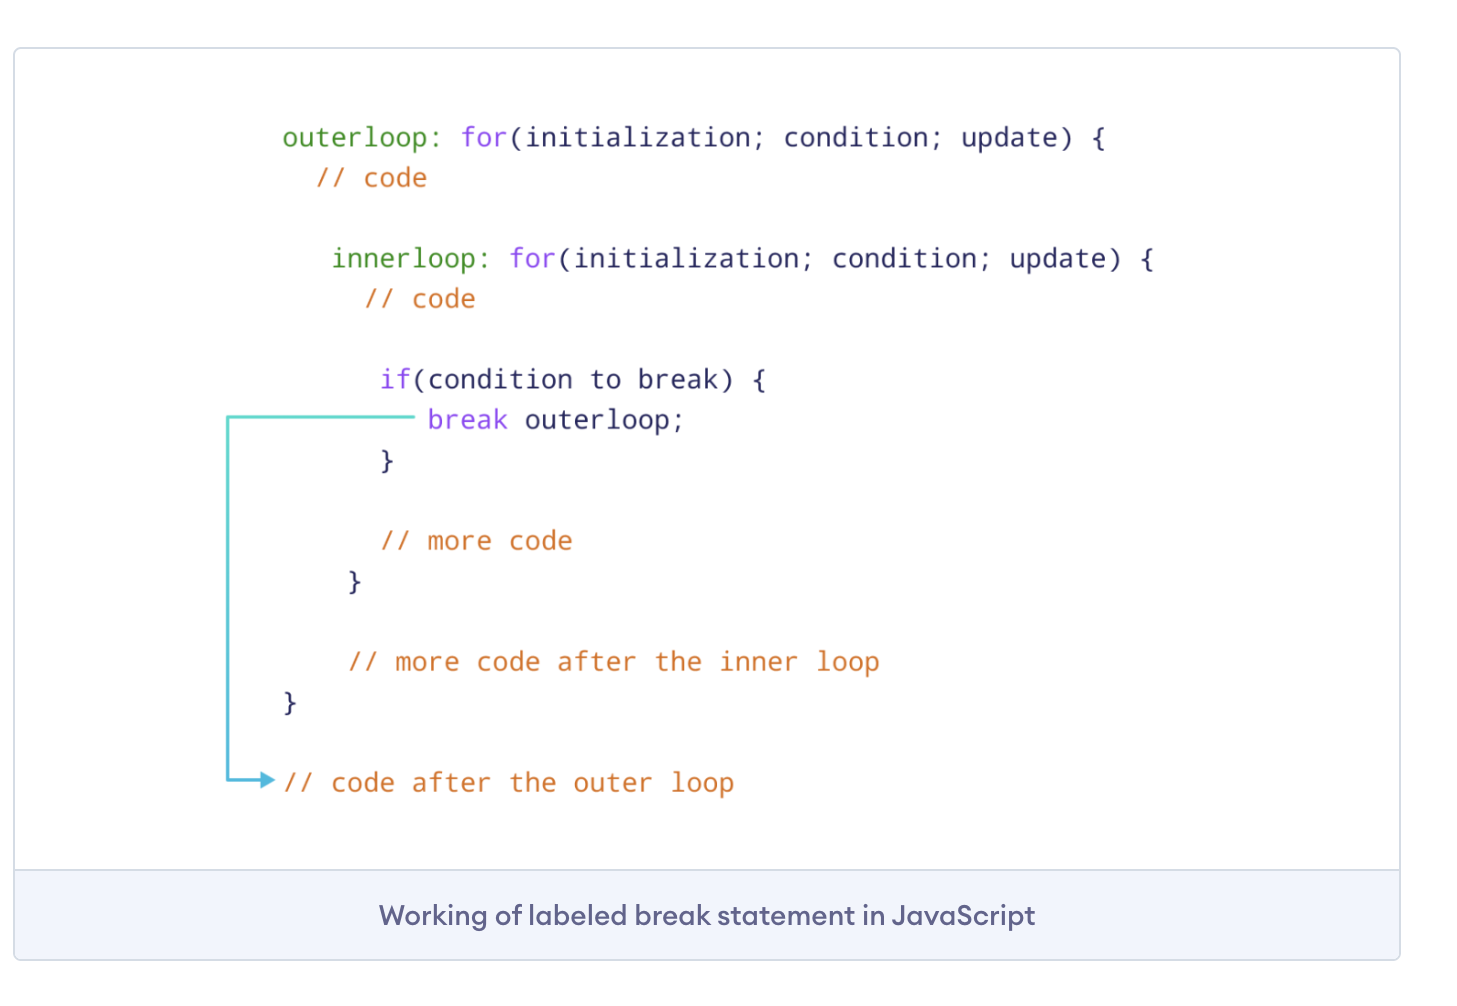 outerloop: for(initialization; condition; update) {
// code
innerloop: for(initialization; condition; update) {
// code
if(condition to break) {
break outerloop;
}
// more code
}
// more code after the inner loop
}
// code after the outer loop
Working of labeled break statement in JavaScript